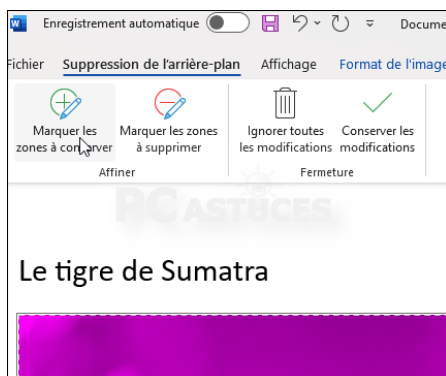 Enregistrement automatique
Docume
Fichier Suppression de l'arrière-plan Affichage Format de l'image
Marquer les zones à conserver
Marquer les zones à supprimer
Ignorer toutes les modifications
Conserver les modifications
Affiner
Fermeture
PC ASTUCES
Le tigre de Sumatra